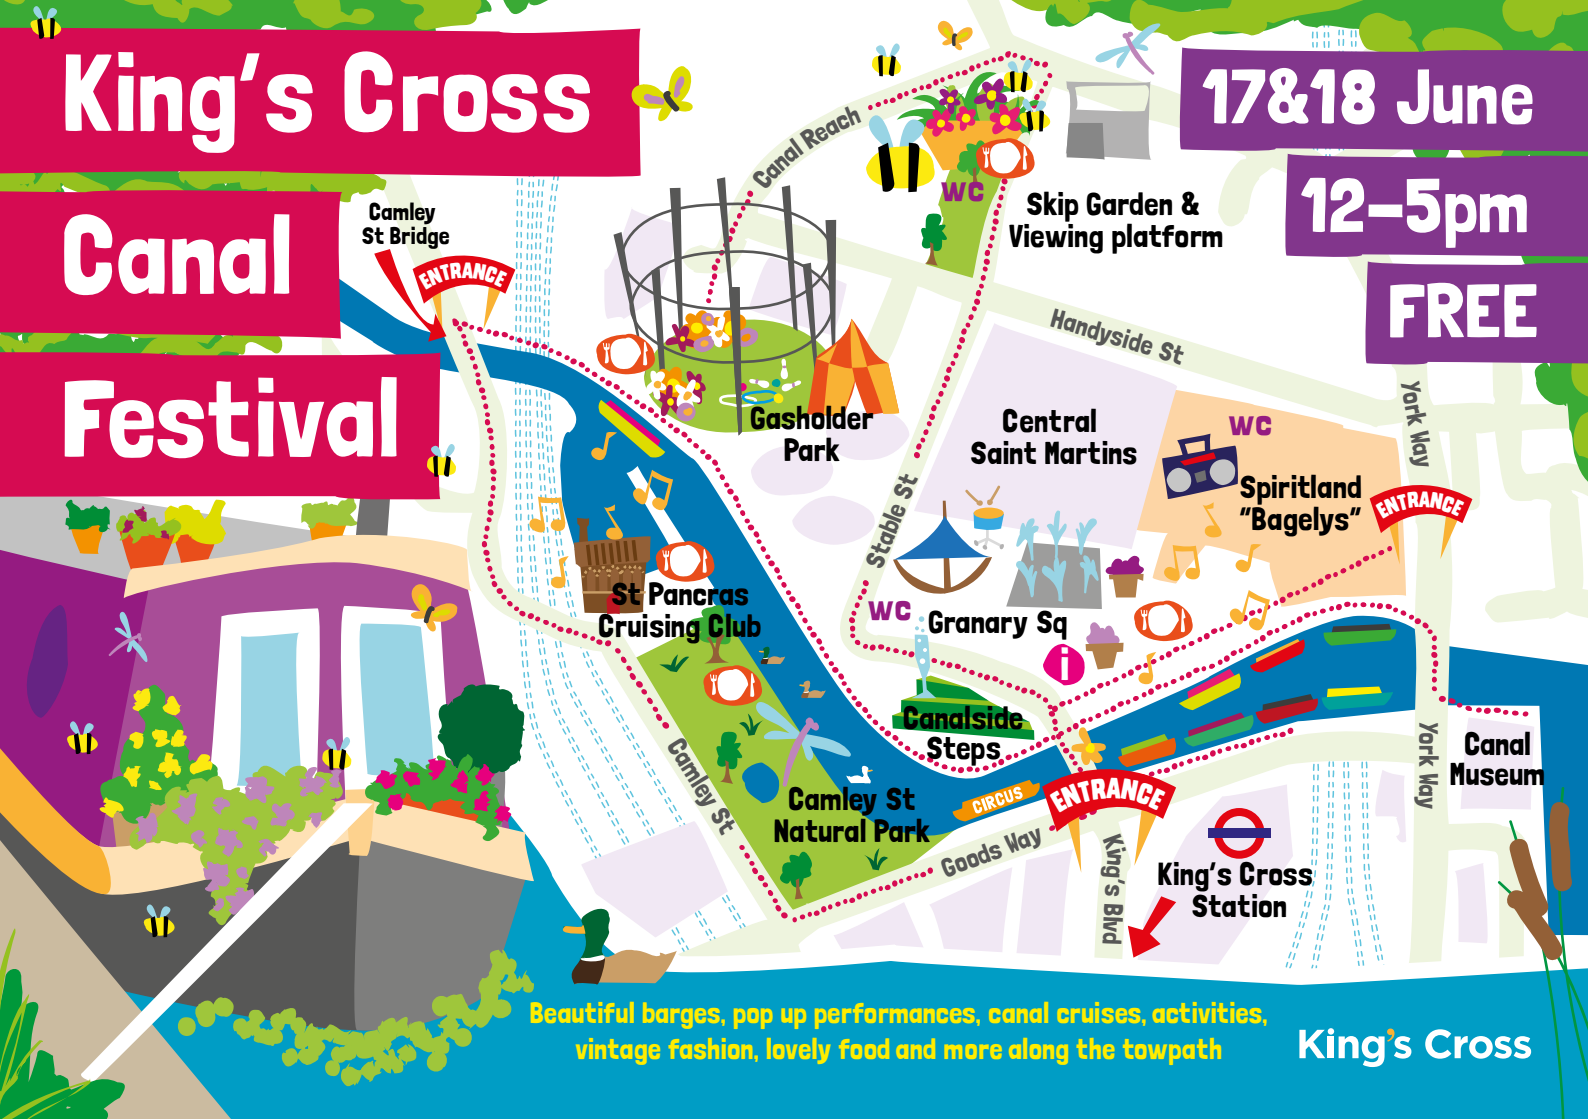 King's Cross
Canal
Festival
17&18 June
12-5pm
FREE
Camley
St Bridge
ENTRANCE
Canal Reach
WC
Skip Garden &
Viewing platform
Handyside St
York Way
Gasholder
Park
Central
Saint Martins
WC
Spiritland
"Bagelys"
ENTRANCE
Stable St
St Pancras
Cruising Club
WC
Granary Sq
i
Canalside
Steps
Camley St
Camley St
Natural Park
CIRCUS
ENTRANCE
Goods Way
King's Blvd
King's Cross
Station
York Way
Canal
Museum
Beautiful barges, pop up performances, canal cruises, activities,
vintage fashion, lovely food and more along the towpath
King's Cross